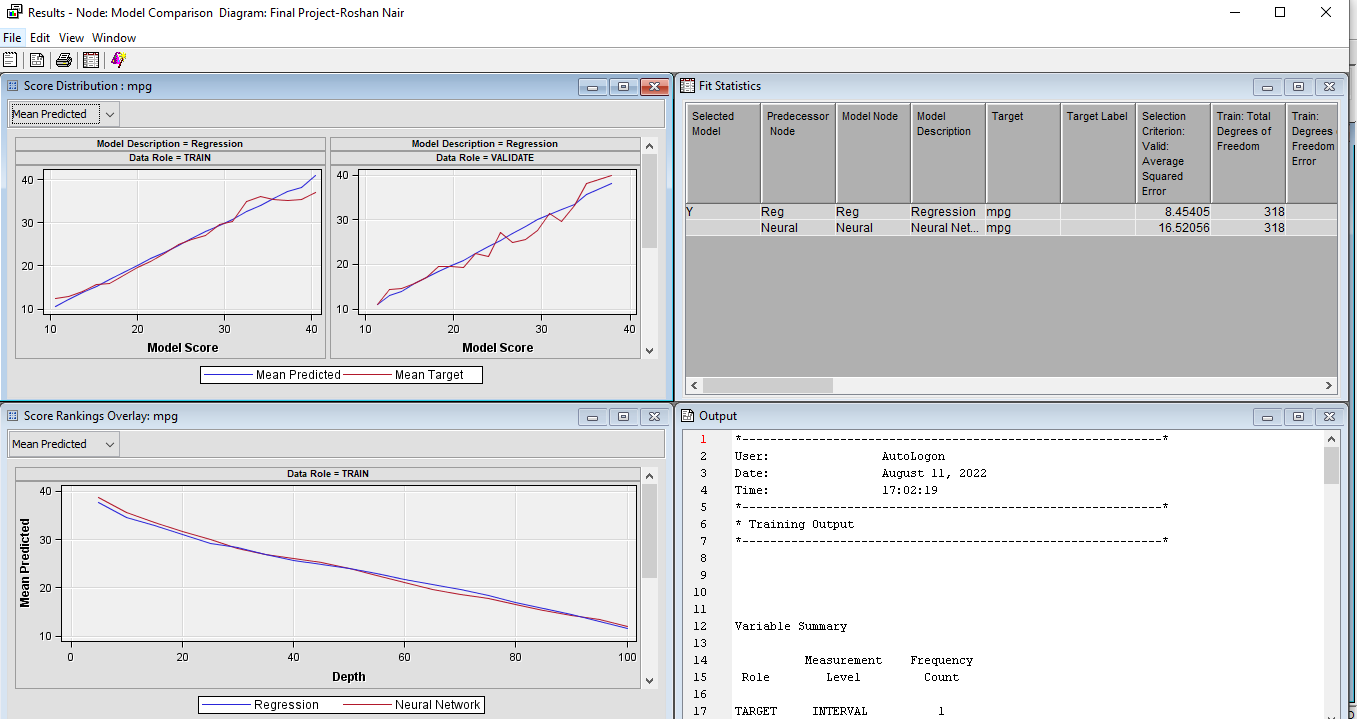 Results - Node: Model Comparison  Diagram: Final Project-Roshan Nair
File Edit View Window
Score Distribution : mpg
Mean Predicted
Model Description = Regression
Data Role = TRAIN
40
30
20
10
10 20 30 40
Model Score
Model Description = Regression
Data Role = VALIDATE
40
30
20
10
10 20 30 40
Model Score
Mean Predicted Mean Target
Fit Statistics
Selected Model
Predecessor Node
Model Node
Model Description
Target
Target Label
Selection Criterion: Valid: Average Squared Error
Train: Total Degrees of Freedom
Train: Degrees Freedom Error
Y Reg Reg Regression mpg 8.45405 318
Neural Neural Neural Net... mpg 16.52056 318
Score Rankings Overlay: mpg
Mean Predicted
Data Role = TRAIN
Mean Predicted
40
30
20
10
0 20 40 60 80 100
Depth
Regression Neural Network
Output
1 *------------------------------------------------------------*
2 User: AutoLogon
3 Date: August 11, 2022
4 Time: 17:02:19
5 *------------------------------------------------------------*
6 * Training Output
7 *------------------------------------------------------------*
8
9
10
11
12 Variable Summary
13
14 Measurement Frequency
15 Role Level Count
16
17 TARGET INTERVAL 1